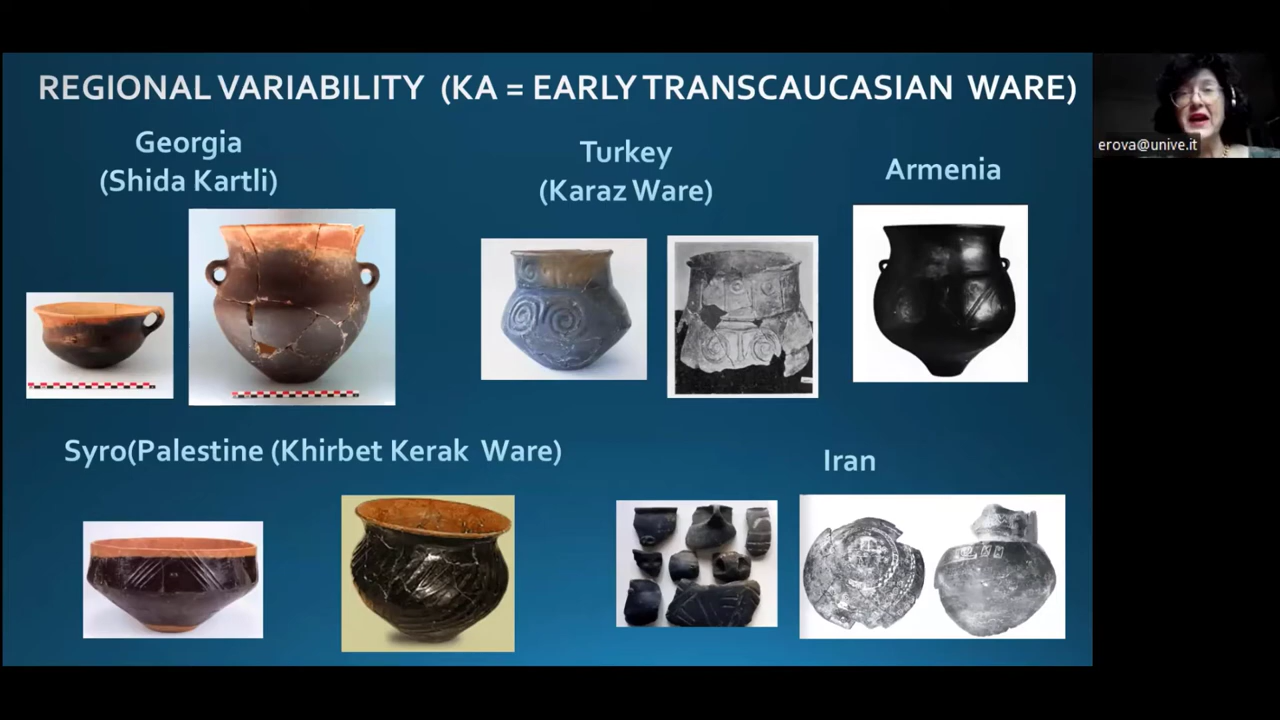 REGIONAL VARIABILITY (KA = EARLY TRANSCAUCASIAN WARE)
erova@unive.it
Georgia
(Shida Kartli)
Turkey
(Karaz Ware)
Armenia
Syro(Palestine (Khirbet Kerak Ware)
Iran